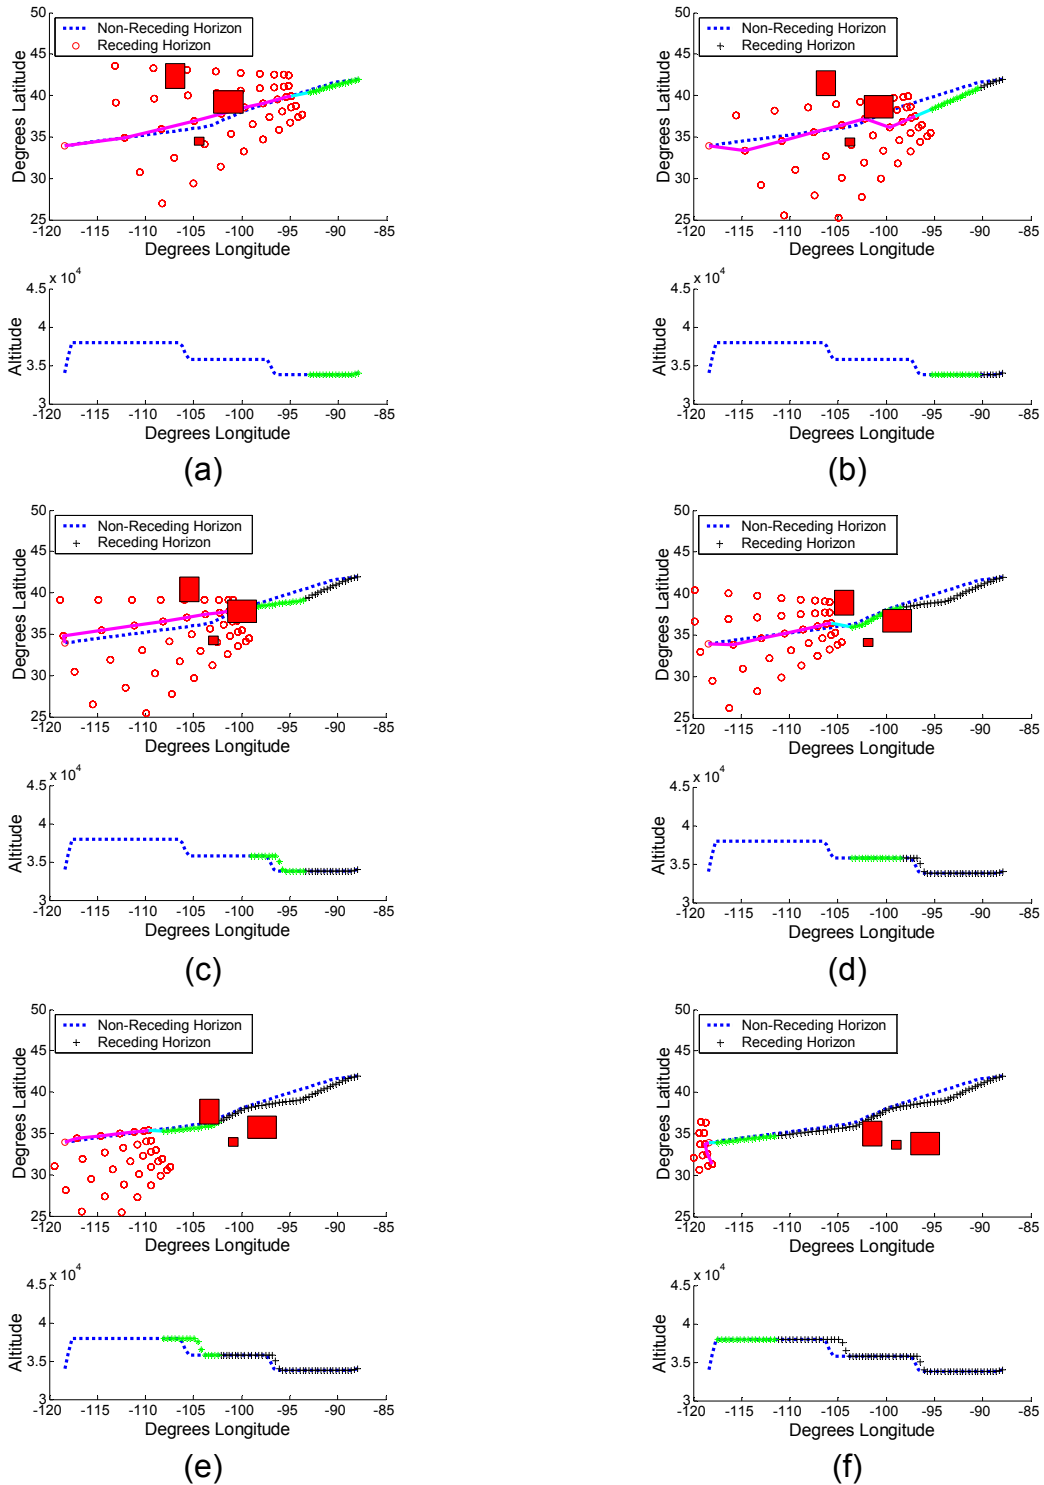 50
45
40
35
30
25
Degrees Latitude
Non-Receding Horizon
Receding Horizon
-120 -115 -110 -105 -100 -95 -90 -85
Degrees Longitude
x 10^4
4.5
4
3.5
3
Altitude
-120 -115 -110 -105 -100 -95 -90 -85
Degrees Longitude
(a)
50
45
40
35
30
25
Degrees Latitude
Non-Receding Horizon
Receding Horizon
-120 -115 -110 -105 -100 -95 -90 -85
Degrees Longitude
x 10^4
4.5
4
3.5
3
Altitude
-120 -115 -110 -105 -100 -95 -90 -85
Degrees Longitude
(b)
50
45
40
35
30
25
Degrees Latitude
Non-Receding Horizon
Receding Horizon
-120 -115 -110 -105 -100 -95 -90 -85
Degrees Longitude
x 10^4
4.5
4
3.5
3
Altitude
-120 -115 -110 -105 -100 -95 -90 -85
Degrees Longitude
(c)
50
45
40
35
30
25
Degrees Latitude
Non-Receding Horizon
Receding Horizon
-120 -115 -110 -105 -100 -95 -90 -85
Degrees Longitude
x 10^4
4.5
4
3.5
3
Altitude
-120 -115 -110 -105 -100 -95 -90 -85
Degrees Longitude
(d)
50
45
40
35
30
25
Degrees Latitude
Non-Receding Horizon
Receding Horizon
-120 -115 -110 -105 -100 -95 -90 -85
Degrees Longitude
x 10^4
4.5
4
3.5
3
Altitude
-120 -115 -110 -105 -100 -95 -90 -85
Degrees Longitude
(e)
50
45
40
35
30
25
Degrees Latitude
Non-Receding Horizon
Receding Horizon
-120 -115 -110 -105 -100 -95 -90 -85
Degrees Longitude
x 10^4
4.5
4
3.5
3
Altitude
-120 -115 -110 -105 -100 -95 -90 -85
Degrees Longitude
(f)